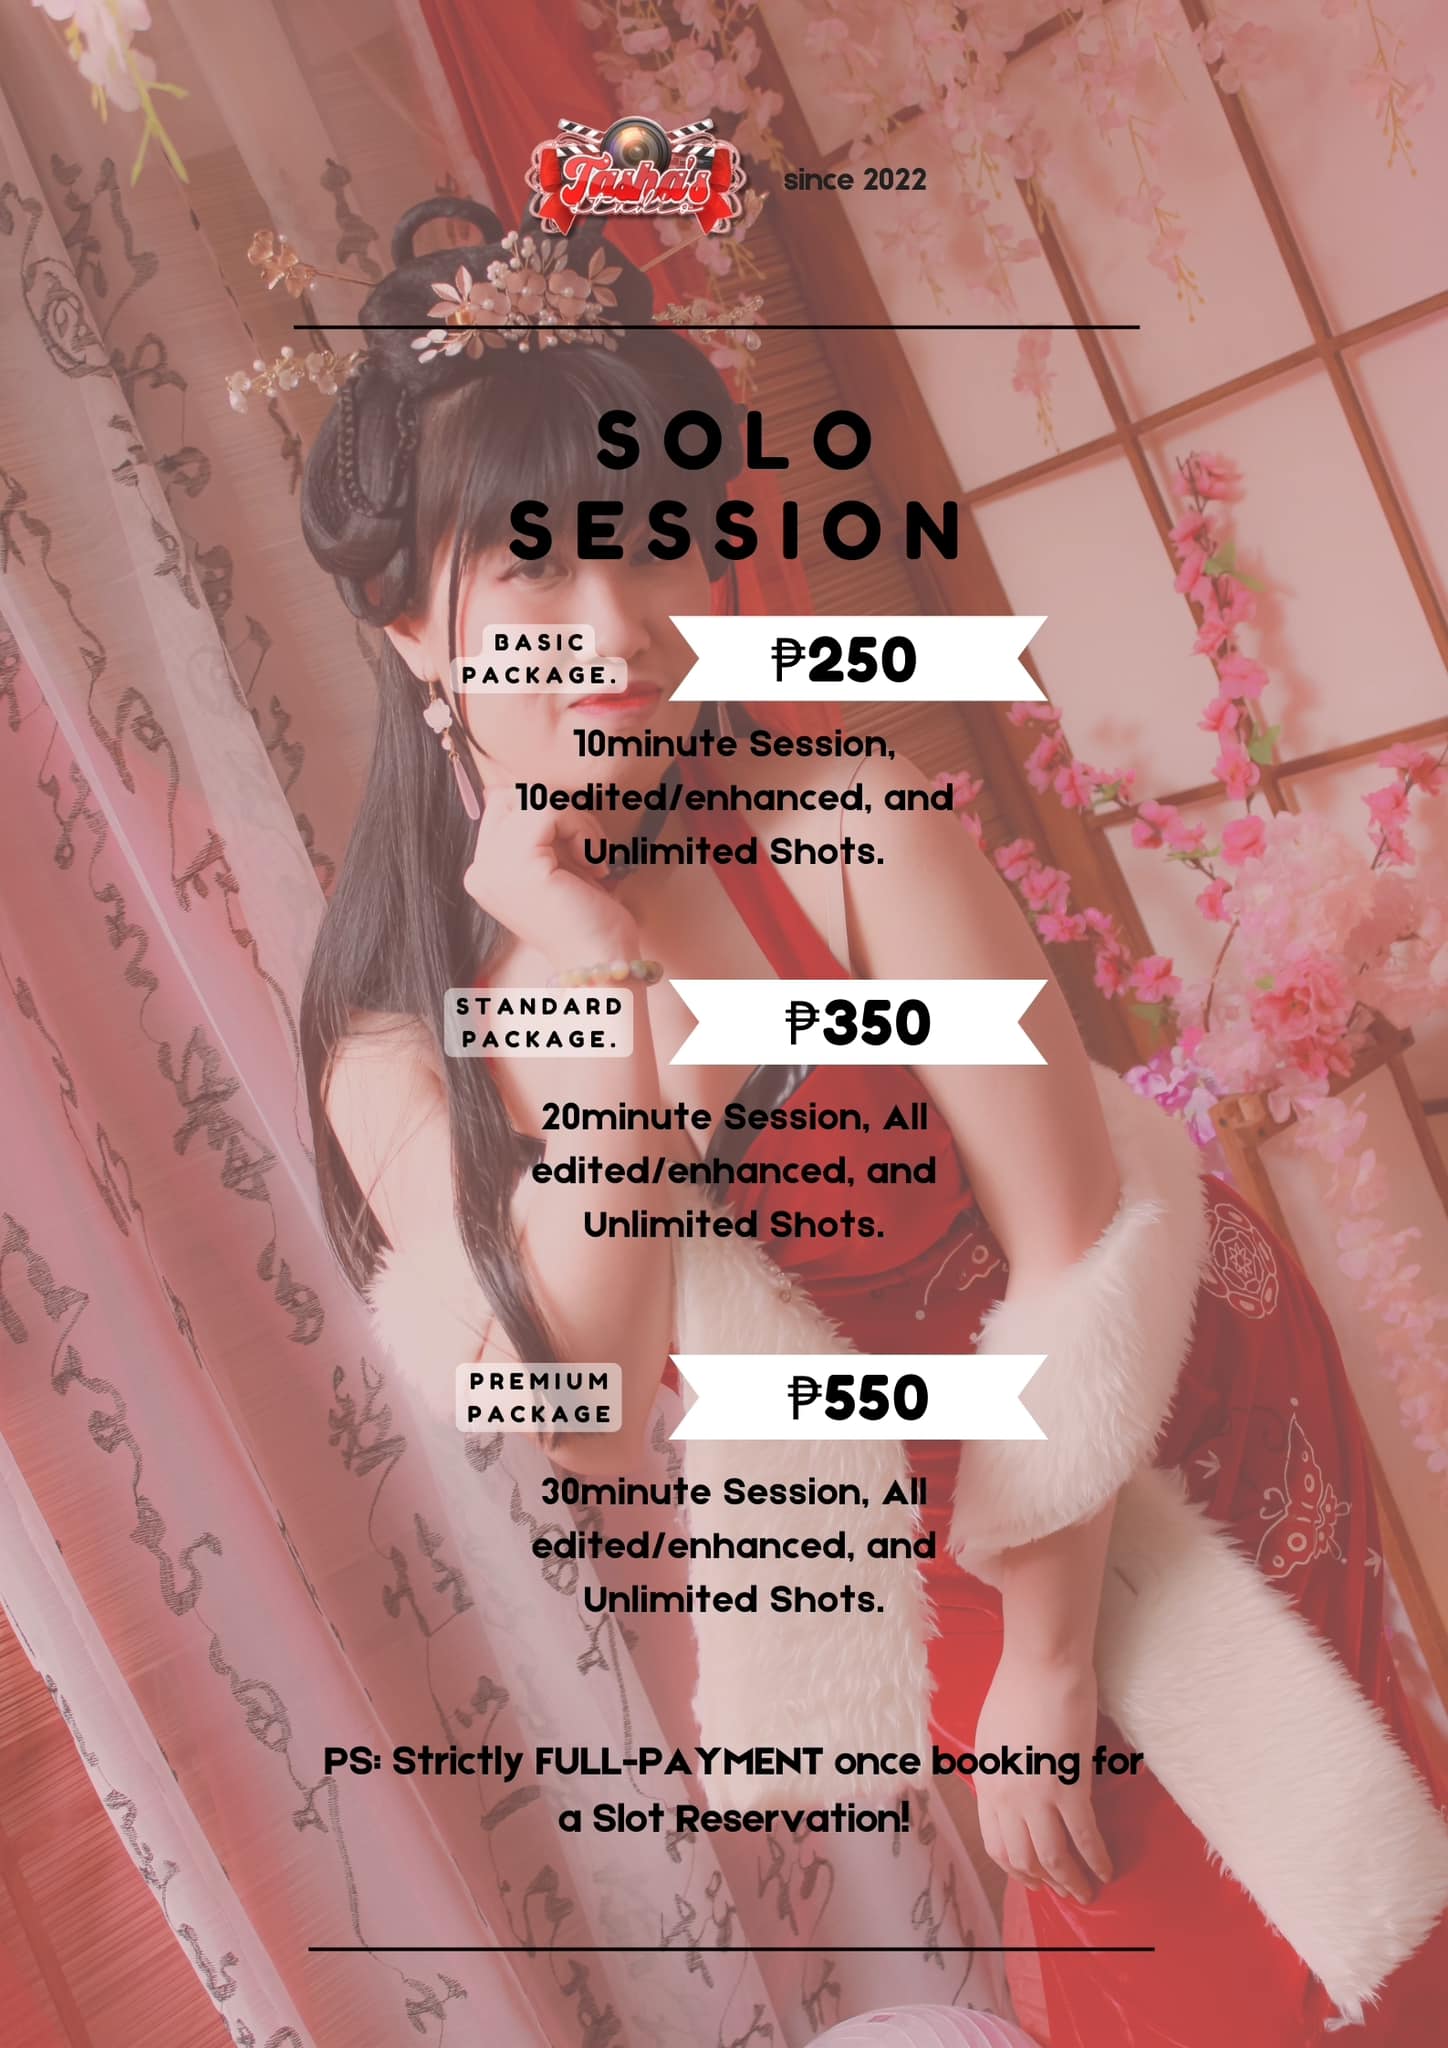 Tasha's
studio
since 2022
SOLO
SESSION
BASIC
PACKAGE.
₱250
10minute Session,
10edited/enhanced, and
Unlimited Shots.
STANDARD
PACKAGE.
₱350
20minute Session, All
edited/enhanced, and
Unlimited Shots.
PREMIUM
PACKAGE
₱550
30minute Session, All
edited/enhanced, and
Unlimited Shots.
PS: Strictly FULL-PAYMENT once booking for
a Slot Reservation!